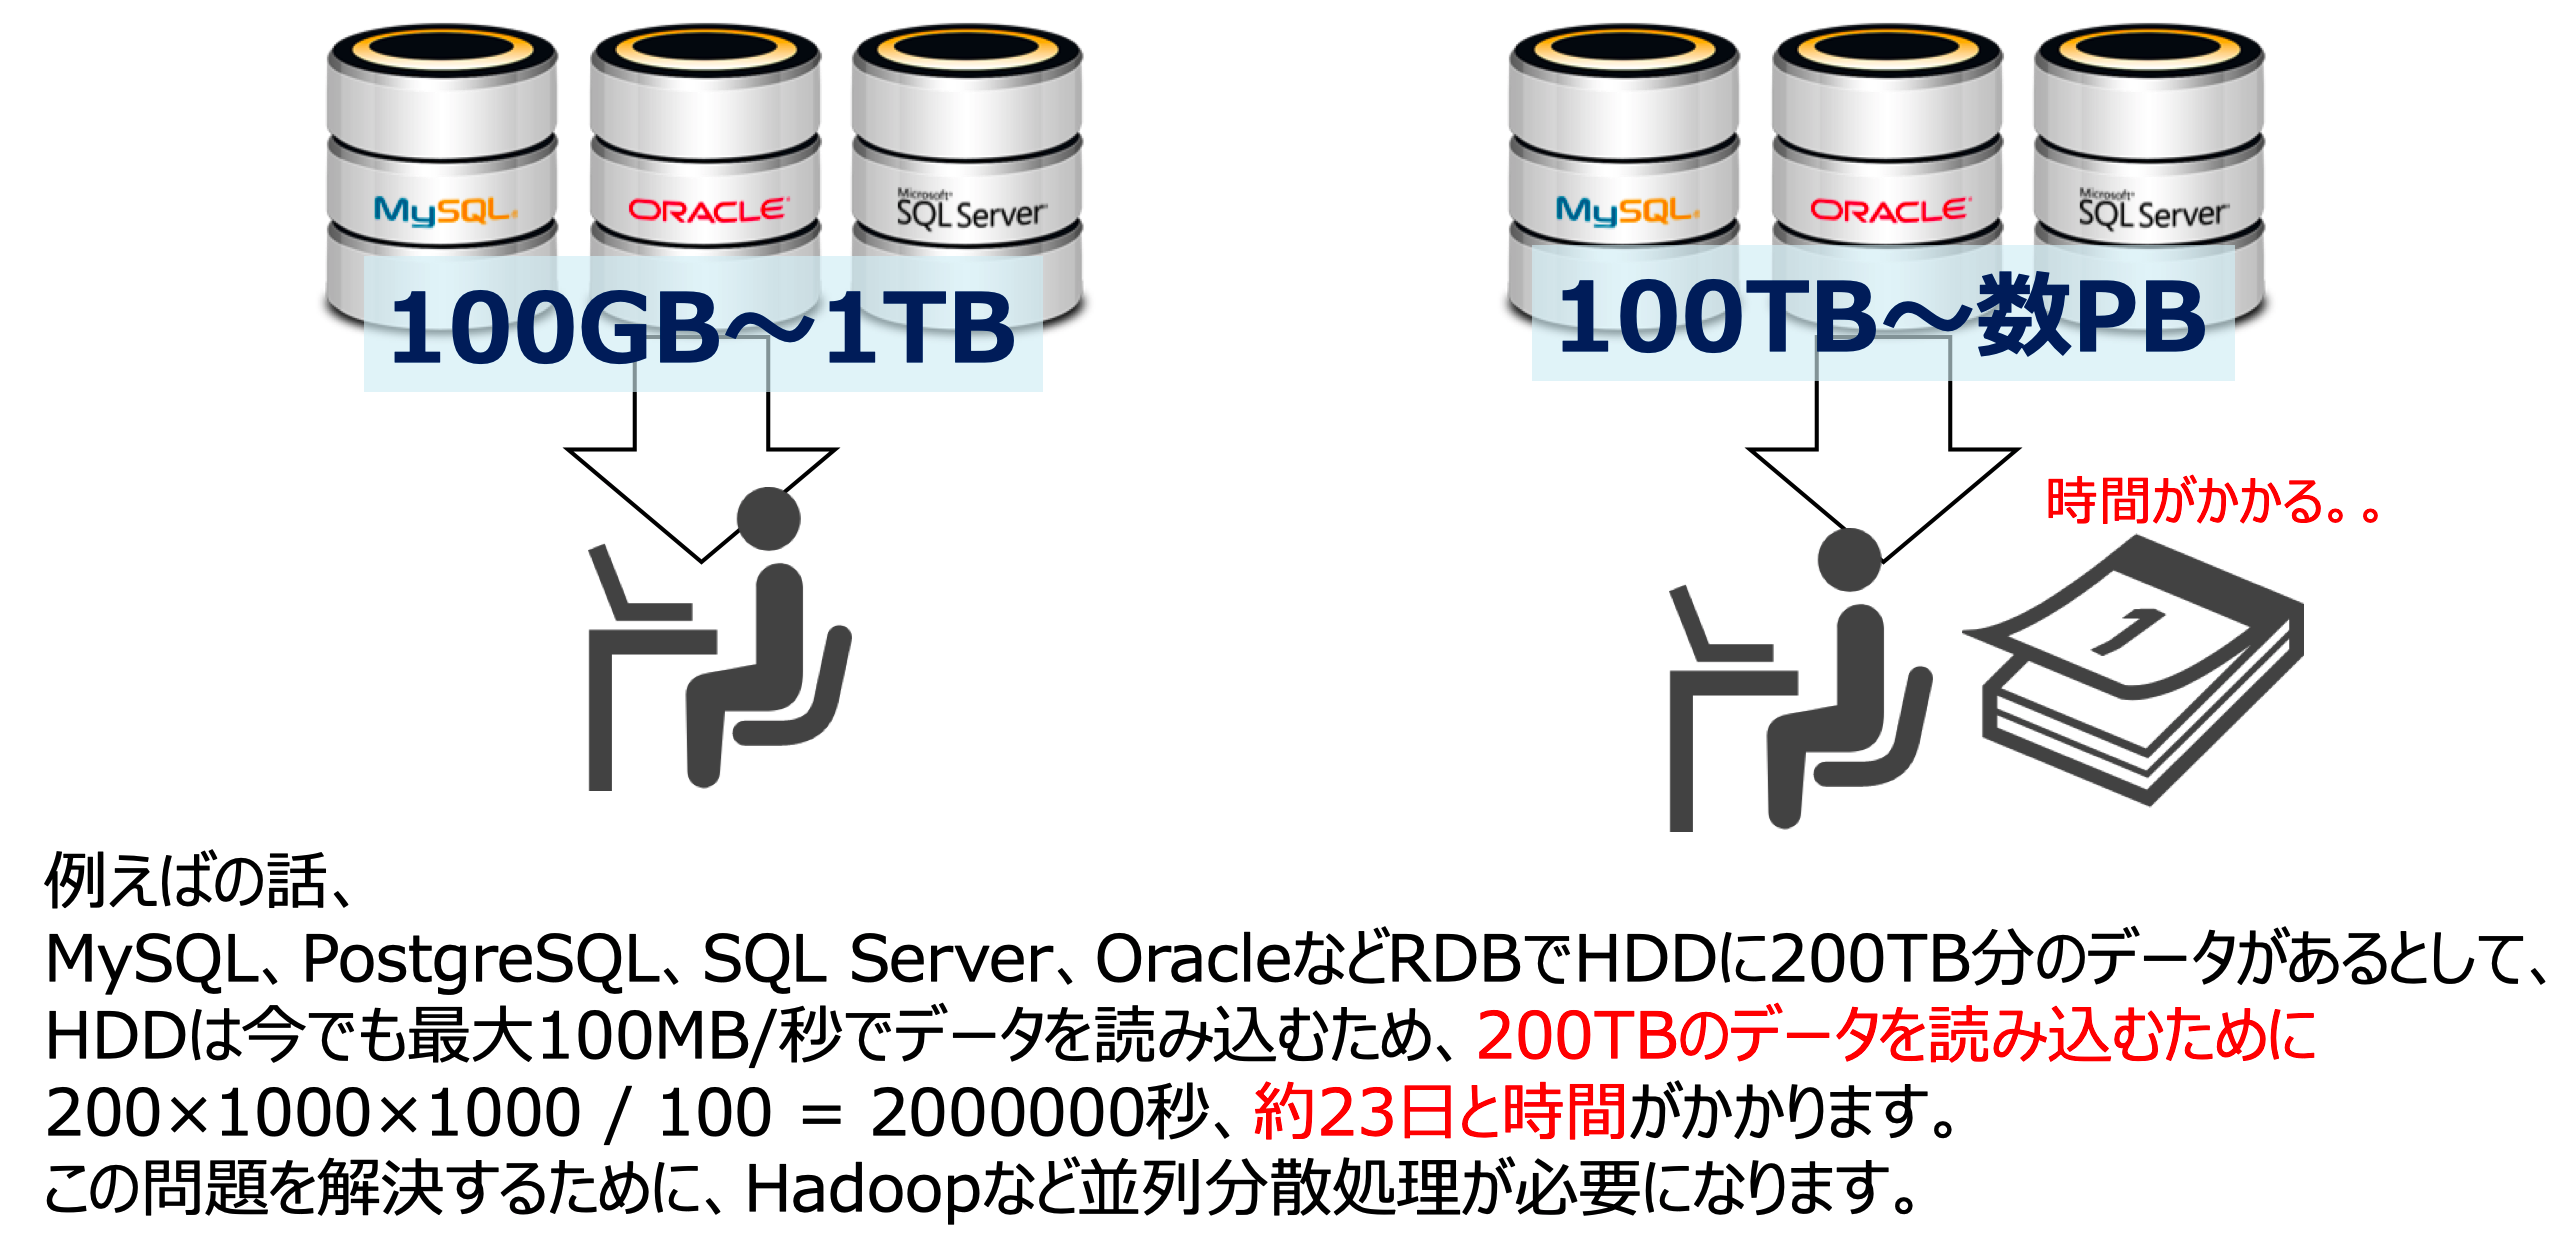 MySQL
ORACLE
Microsoft
SQL Server
100GB～1TB
MySQL
ORACLE
Microsoft
SQL Server
100TB～数PB
時間がかかる。。
1
例えばの話、
MySQL、PostgreSQL、SQL Server、OracleなどRDBでHDDに200TB分のデータがあるとして、
HDDは今でも最大100MB/秒でデータを読み込むため、200TBのデータを読み込むために
200×1000×1000 / 100 = 2000000秒、約23日と時間がかかります。
この問題を解決するために、Hadoopなど並列分散処理が必要になります。